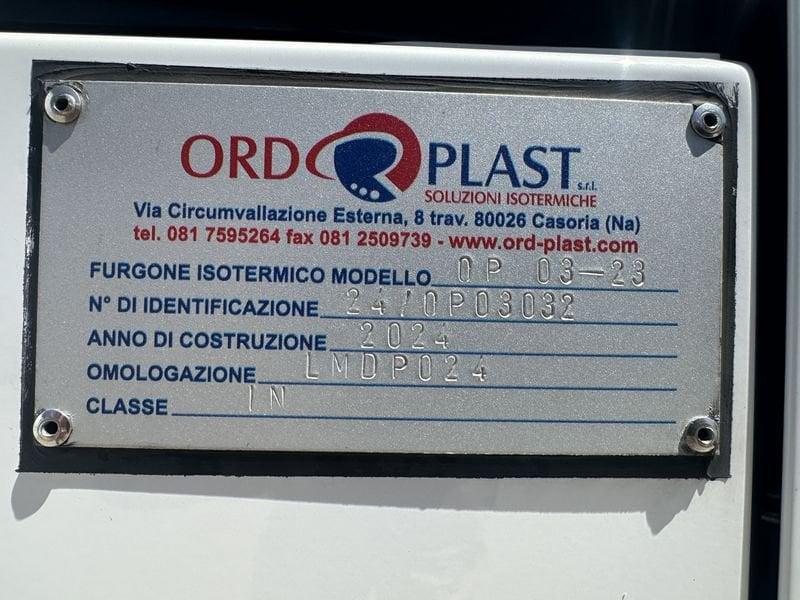 ORD PLAST s.r.l.
SOLUZIONI ISOTERMICHE
Via Circumvallazione Esterna, 8 trav. 80026 Casoria (Na)
tel. 081 7595264 fax 081 2509739 - www.ord-plast.com
FURGONE ISOTERMICO MODELLO OP 03-23
N° DI IDENTIFICAZIONE 24/OP03032
ANNO DI COSTRUZIONE 2024
OMOLOGAZIONE LMDP024
CLASSE IN